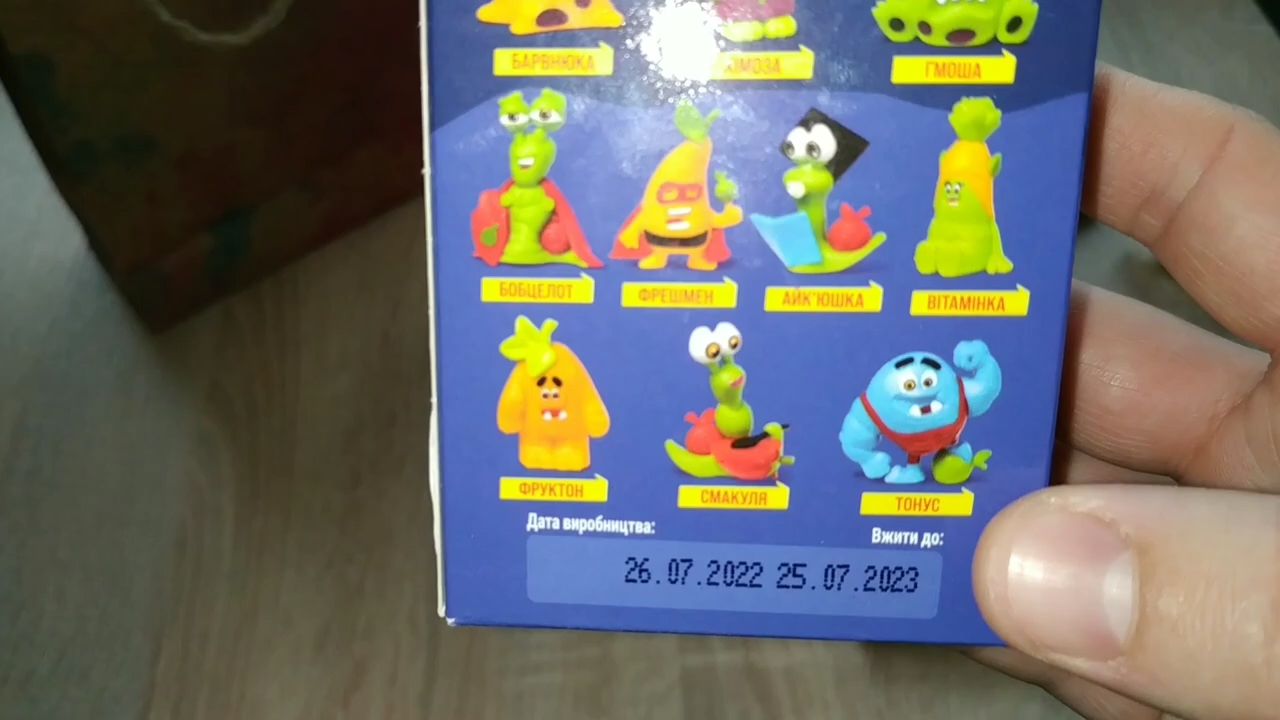 БАРВНЮКА
ГМОША
БОБЦЕЛОТ
ФРЕШМЕН
АЙК'ЮШКА
ВІТАМІНКА
ФРУКТОН
СМАКУЛЯ
ТОНУС
Дата виробництва:
Вжити до:
26.07.2022 25.07.2023